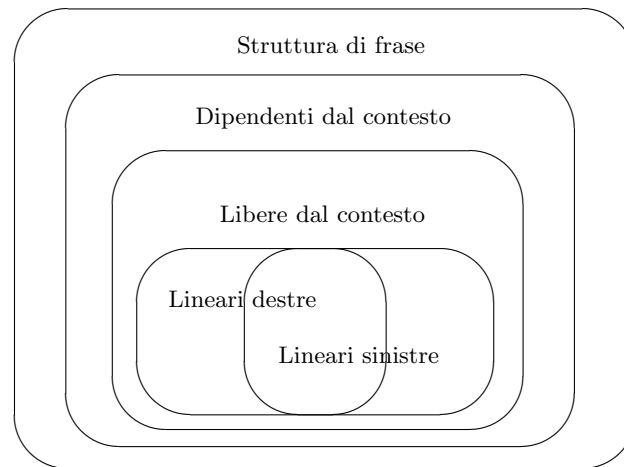 Struttura di frase
Dipendenti dal contesto
Libere dal contesto
Lineari destre
Lineari sinistre